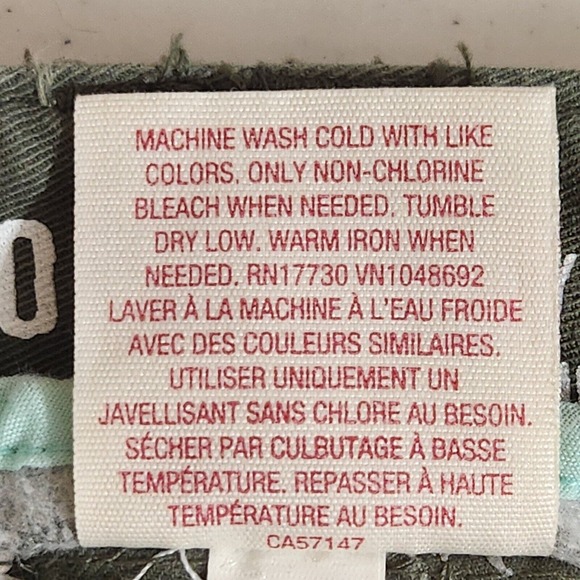 MACHINE WASH COLD WITH LIKE
COLORS. ONLY NON-CHLORINE
BLEACH WHEN NEEDED. TUMBLE
DRY LOW. WARM IRON WHEN
NEEDED. RN17730 VN1048692
LAVER À LA MACHINE À L'EAU FROIDE
AVEC DES COULEURS SIMILAIRES.
UTILISER UNIQUEMENT UN
JAVELLISANT SANS CHLORE AU BESOIN.
SÉCHER PAR CULBUTAGE À BASSE
TEMPÉRATURE. REPASSER À HAUTE
TEMPÉRATURE AU BESOIN.
CA57147
0